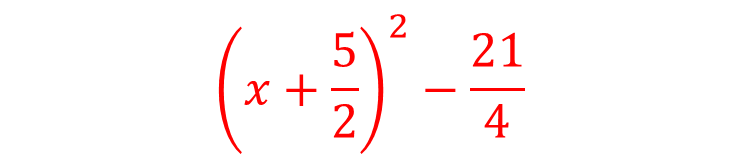 (x + 5/2)² − 21/4